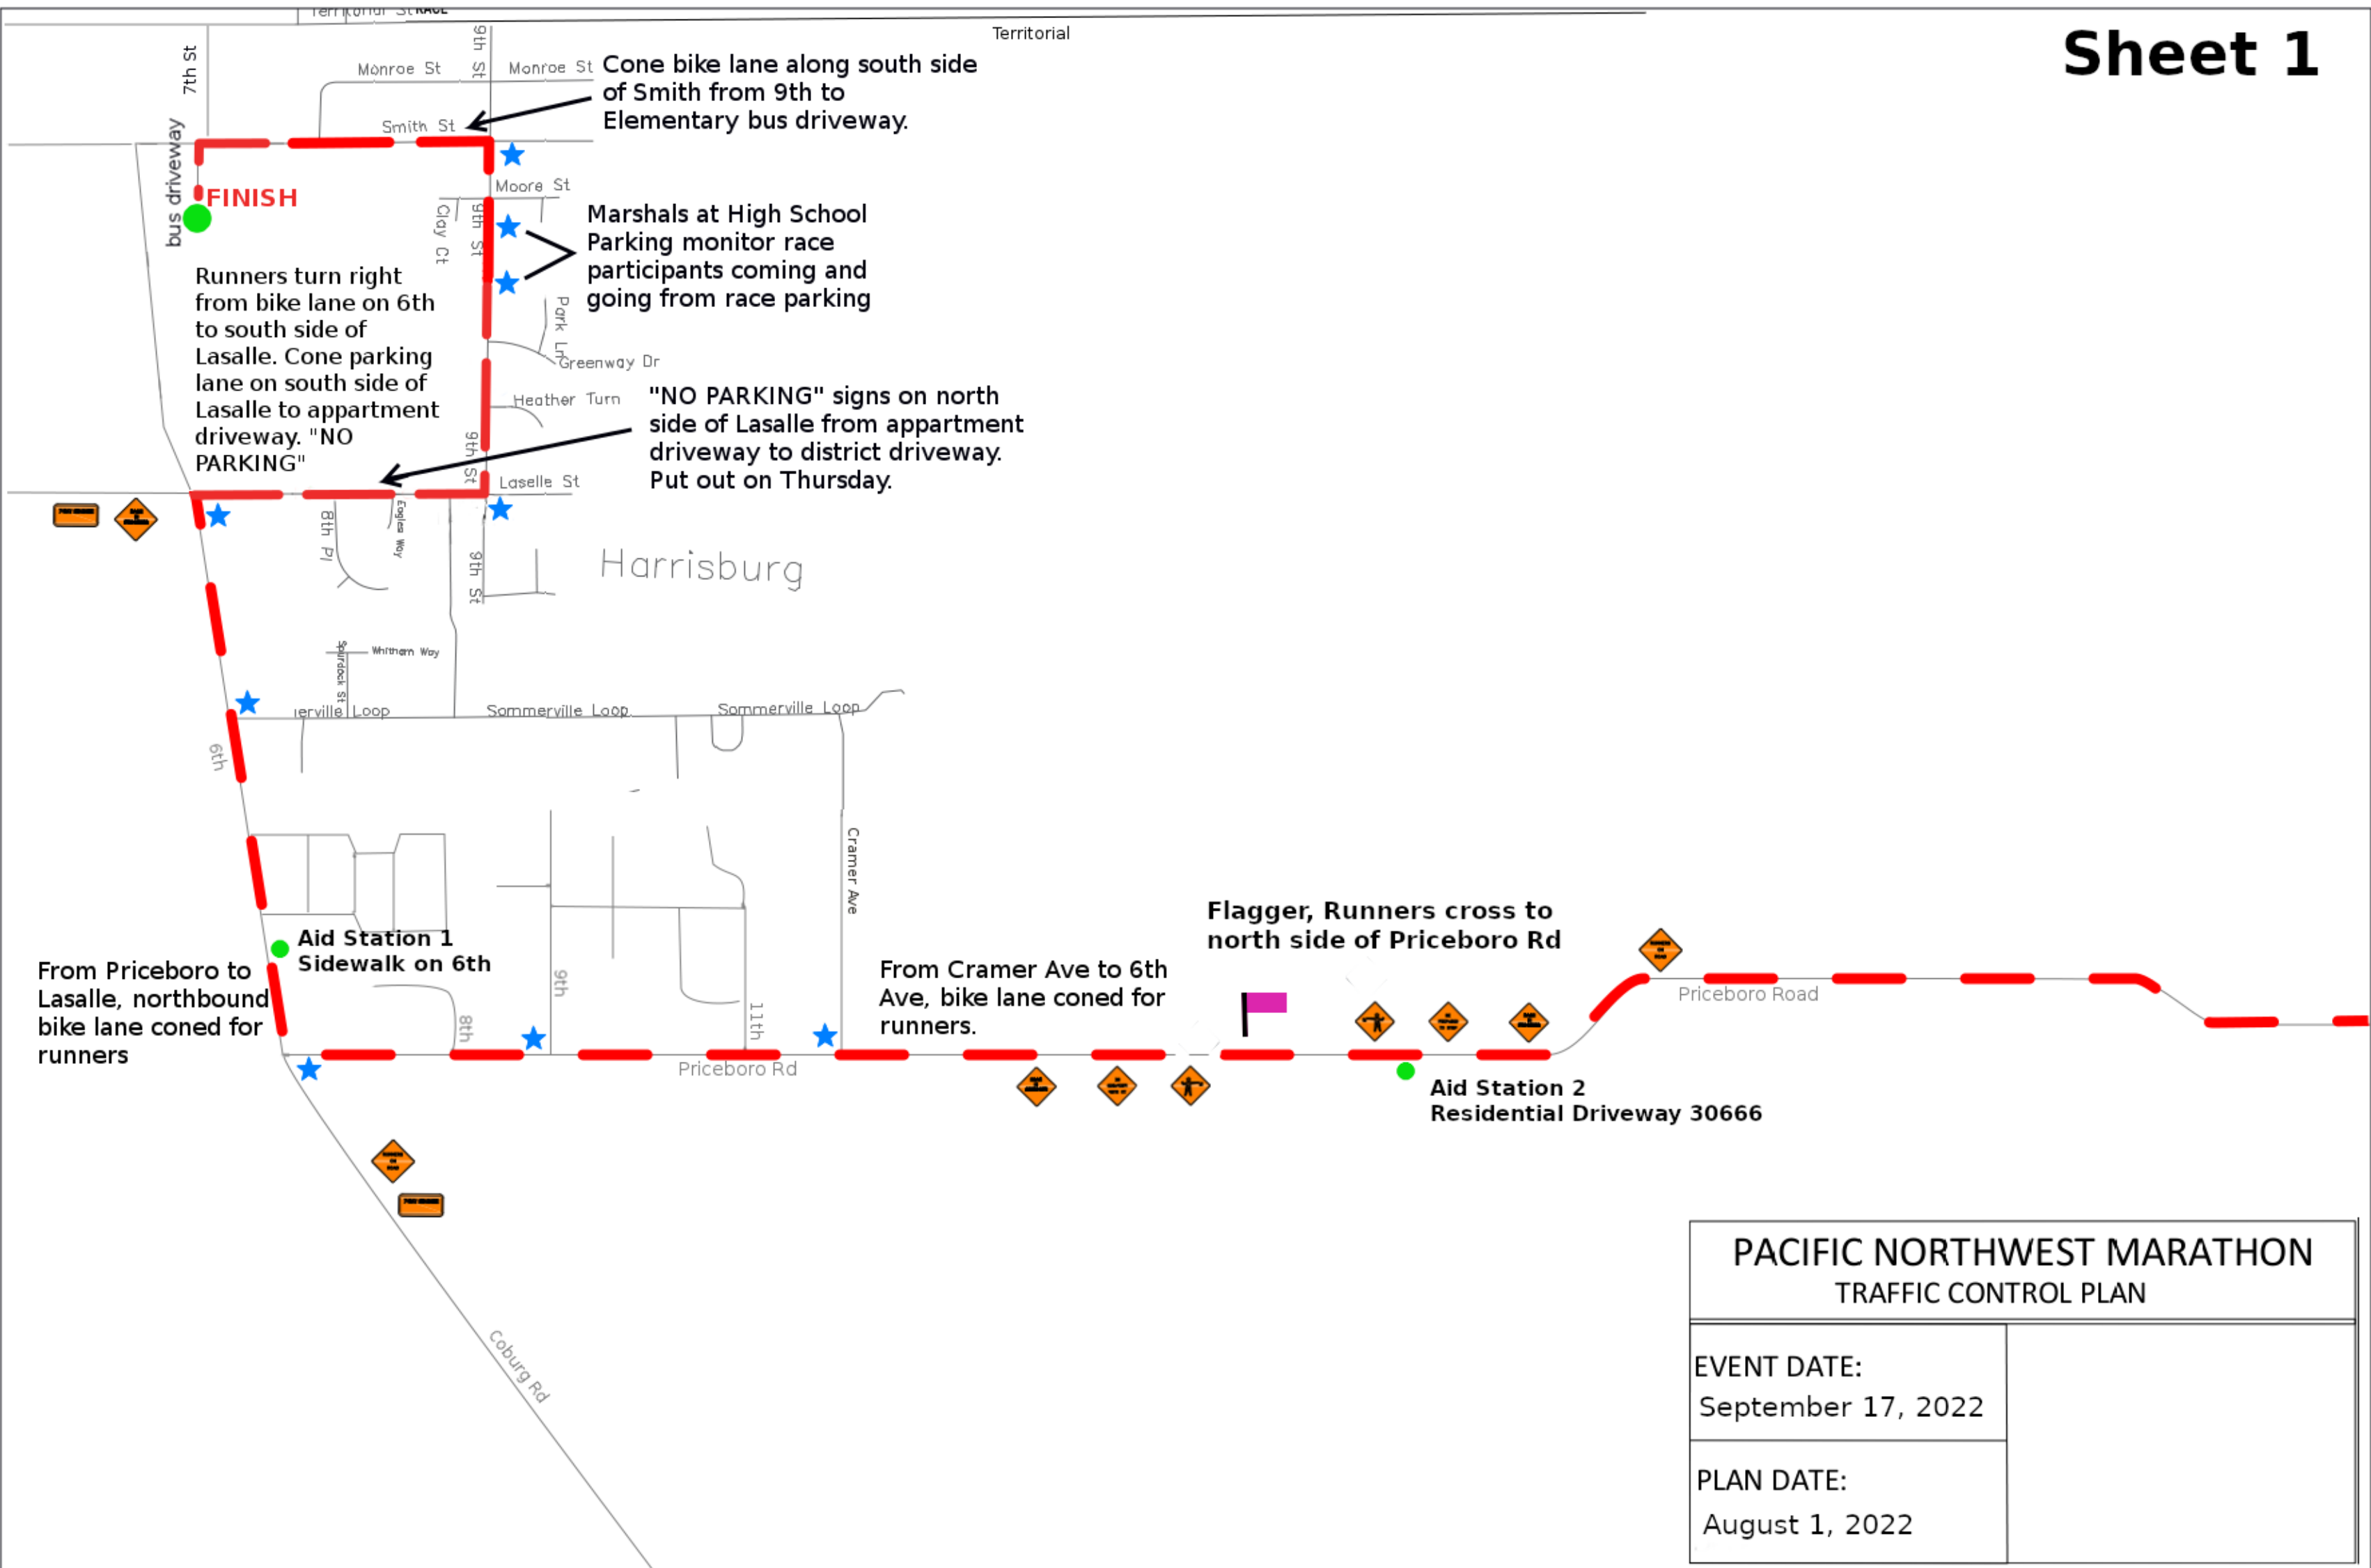 Territorial St RACE
Territorial
Sheet 1
7th St
9th St
Monroe St
Monroe St
Cone bike lane along south side
of Smith from 9th to
Elementary bus driveway.
Smith St
bus driveway
FINISH
Moore St
Clay Ct
9th St
Marshals at High School
Parking monitor race
participants coming and
going from race parking
Runners turn right
from bike lane on 6th
to south side of
Lasalle. Cone parking
lane on south side of
Lasalle to appartment
driveway. "NO
PARKING"
Park Ln
Greenway Dr
Heather Turn
"NO PARKING" signs on north
side of Lasalle from appartment
driveway to district driveway.
Put out on Thursday.
9th St
Laselle St
8th Pl
Eagles Way
9th St
Harrisburg
Spurdock St
Whitham Way
erville Loop
Sommerville Loop
Sommerville Loop
6th
Cramer Ave
Aid Station 1
Sidewalk on 6th
From Priceboro to
Lasalle, northbound
bike lane coned for
runners
8th
9th
11th
From Cramer Ave to 6th
Ave, bike lane coned for
runners.
Flagger, Runners cross to
north side of Priceboro Rd
Priceboro Road
Priceboro Rd
Aid Station 2
Residential Driveway 30666
Coburg Rd
PACIFIC NORTHWEST MARATHON
TRAFFIC CONTROL PLAN
EVENT DATE:
September 17, 2022
PLAN DATE:
August 1, 2022